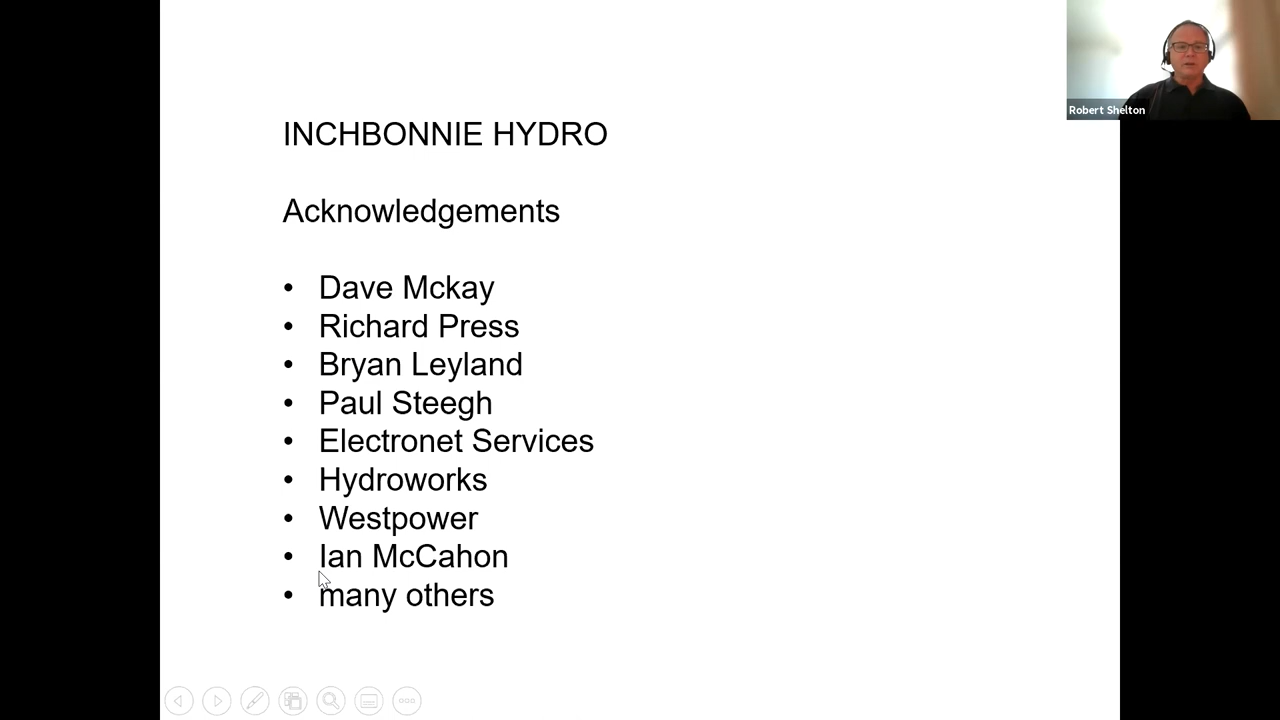 Robert Shelton
INCHBONNIE HYDRO
Acknowledgements
• Dave Mckay
• Richard Press
• Bryan Leyland
• Paul Steegh
• Electronet Services
• Hydroworks
• Westpower
• Ian McCahon
• many others